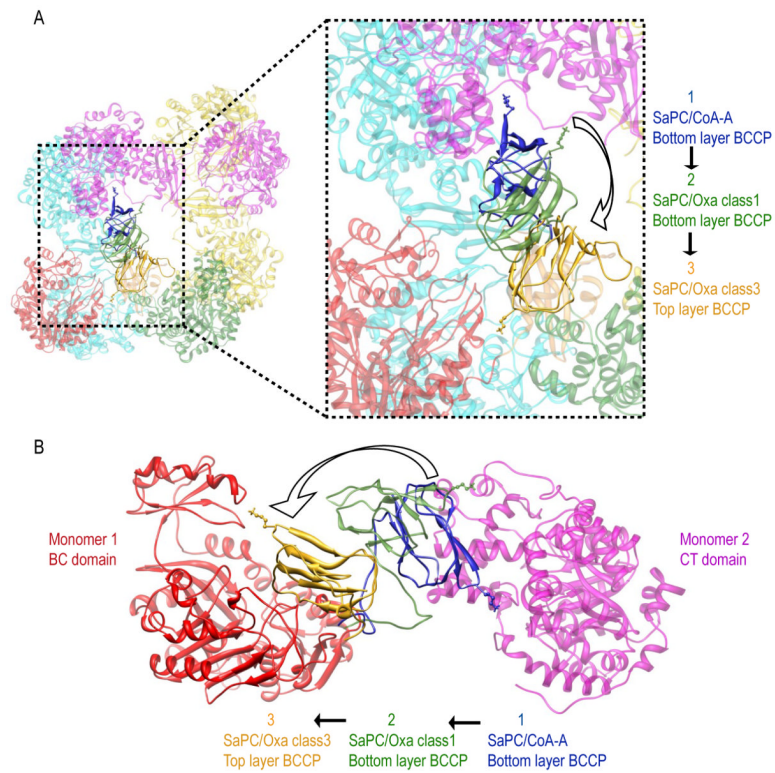 A
1
SaPC/CoA-A
Bottom layer BCCP
2
SaPC/Oxa class1
Bottom layer BCCP
3
SaPC/Oxa class3
Top layer BCCP
B
Monomer 1
BC domain
Monomer 2
CT domain
3
SaPC/Oxa class3
Top layer BCCP
2
SaPC/Oxa class1
Bottom layer BCCP
1
SaPC/CoA-A
Bottom layer BCCP